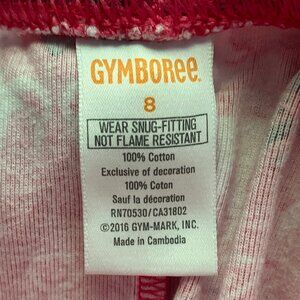 GYMBOREE
8
WEAR SNUG-FITTING
NOT FLAME RESISTANT
100% Cotton
Exclusive of decoration
100% Coton
Sauf la décoration
RN70530/CA31802
©2016 GYM-MARK, INC.
Made in Cambodia